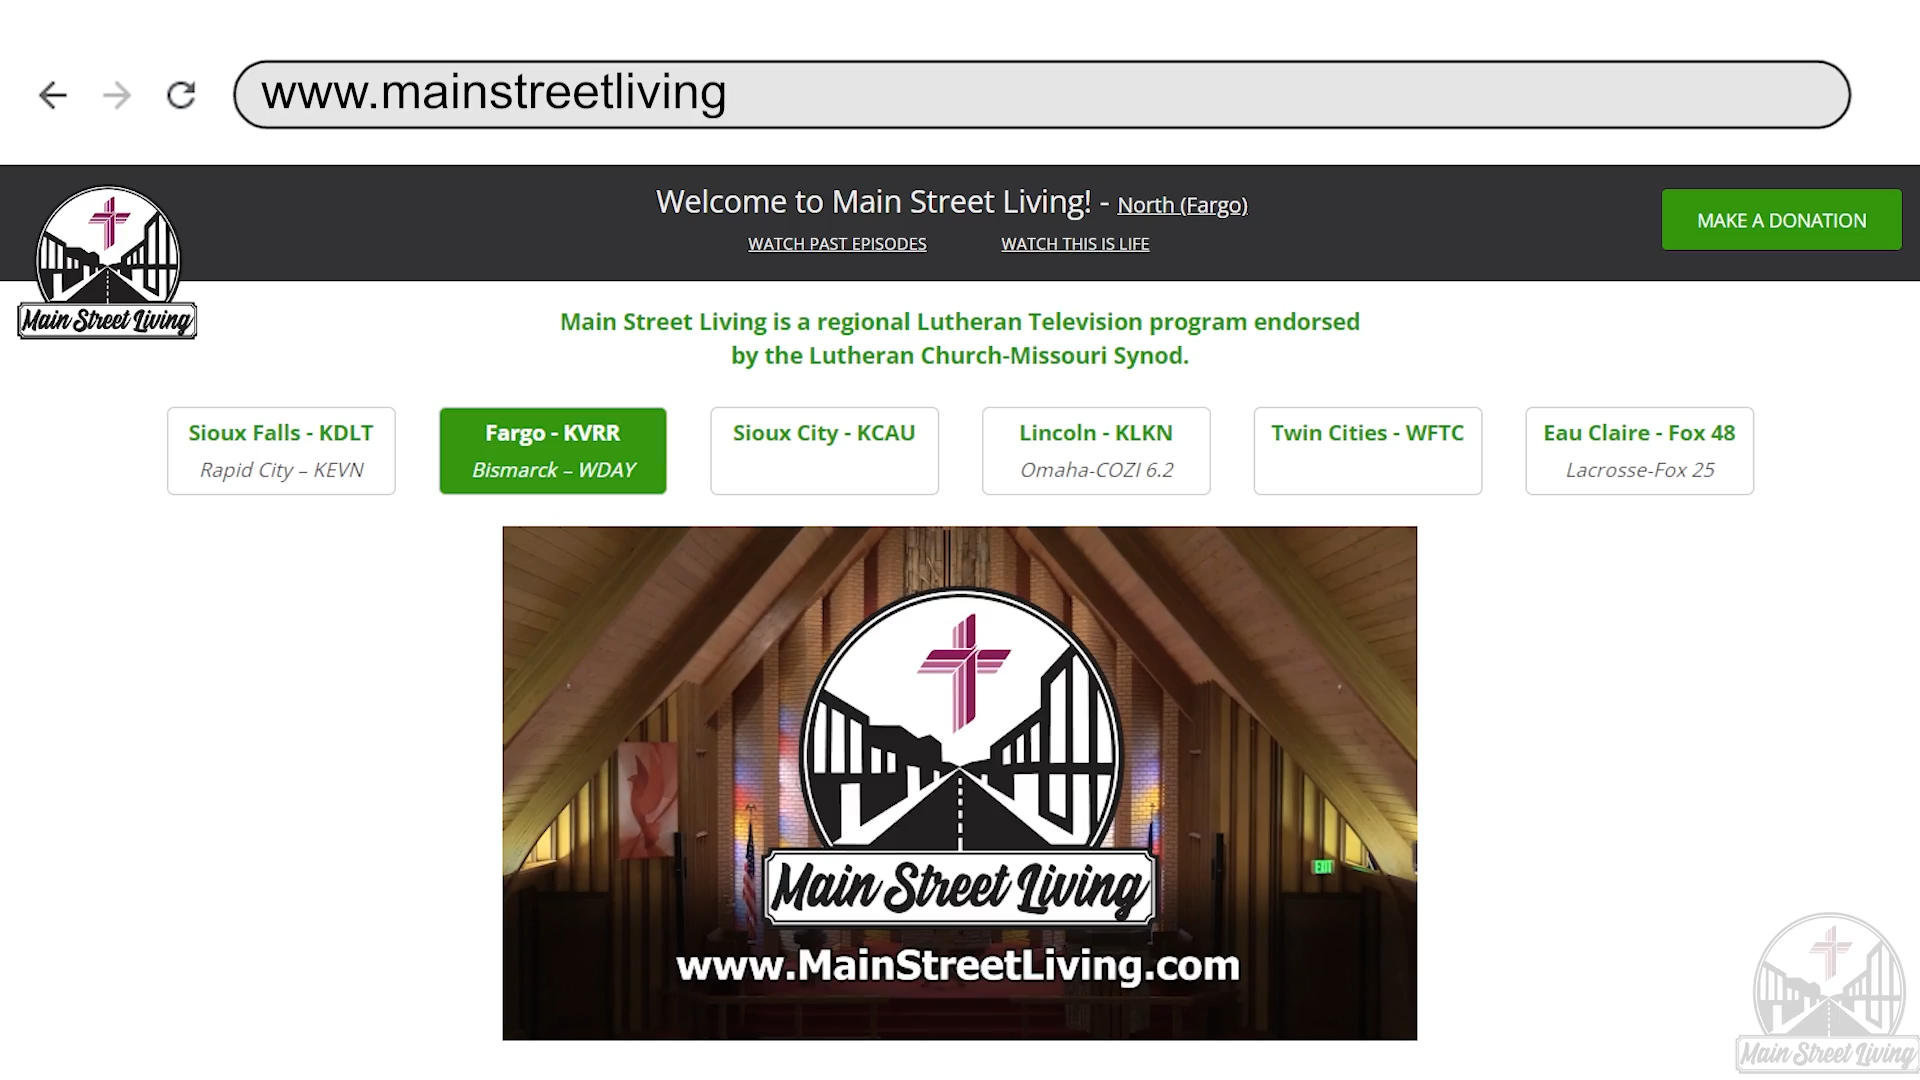 www.mainstreetliving
Welcome to Main Street Living! - North (Fargo)
WATCH PAST EPISODES WATCH THIS IS LIFE
MAKE A DONATION
Main Street Living
Main Street Living is a regional Lutheran Television program endorsed
by the Lutheran Church-Missouri Synod.
Sioux Falls - KDLT
Rapid City – KEVN
Fargo - KVRR
Bismarck – WDAY
Sioux City - KCAU
Lincoln - KLKN
Omaha-COZI 6.2
Twin Cities - WFTC
Eau Claire - Fox 48
Lacrosse-Fox 25
EXIT
Main Street Living
www.MainStreetLiving.com
Main Street Living